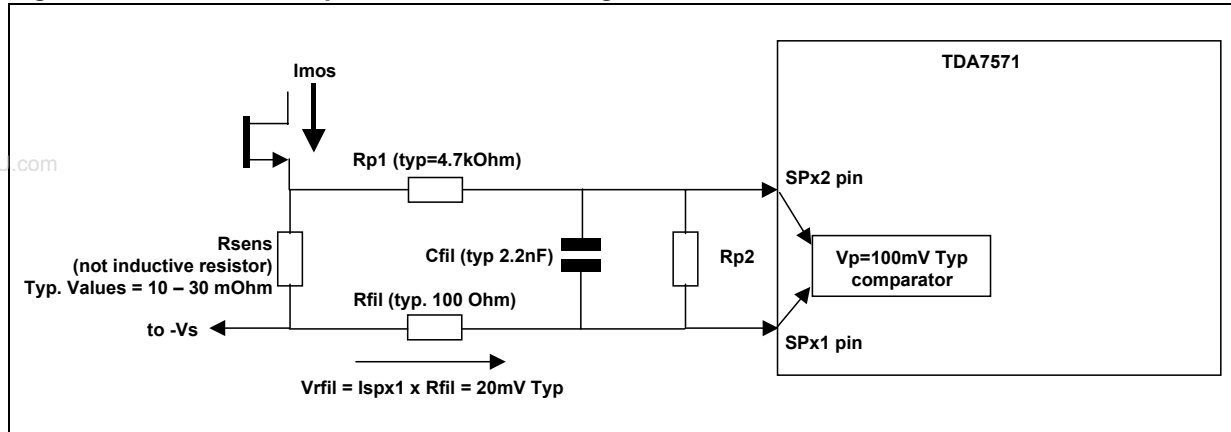 TDA7571
Imos
J.com
Rp1 (typ=4.7kOhm)
SPx2 pin
Rsens
(not inductive resistor)
Typ. Values = 10 – 30 mOhm
Cfil (typ 2.2nF)
Rp2
Vp=100mV Typ
comparator
Rfil (typ. 100 Ohm)
to -Vs
SPx1 pin
Vrfil = Ispx1 x Rfil = 20mV Typ